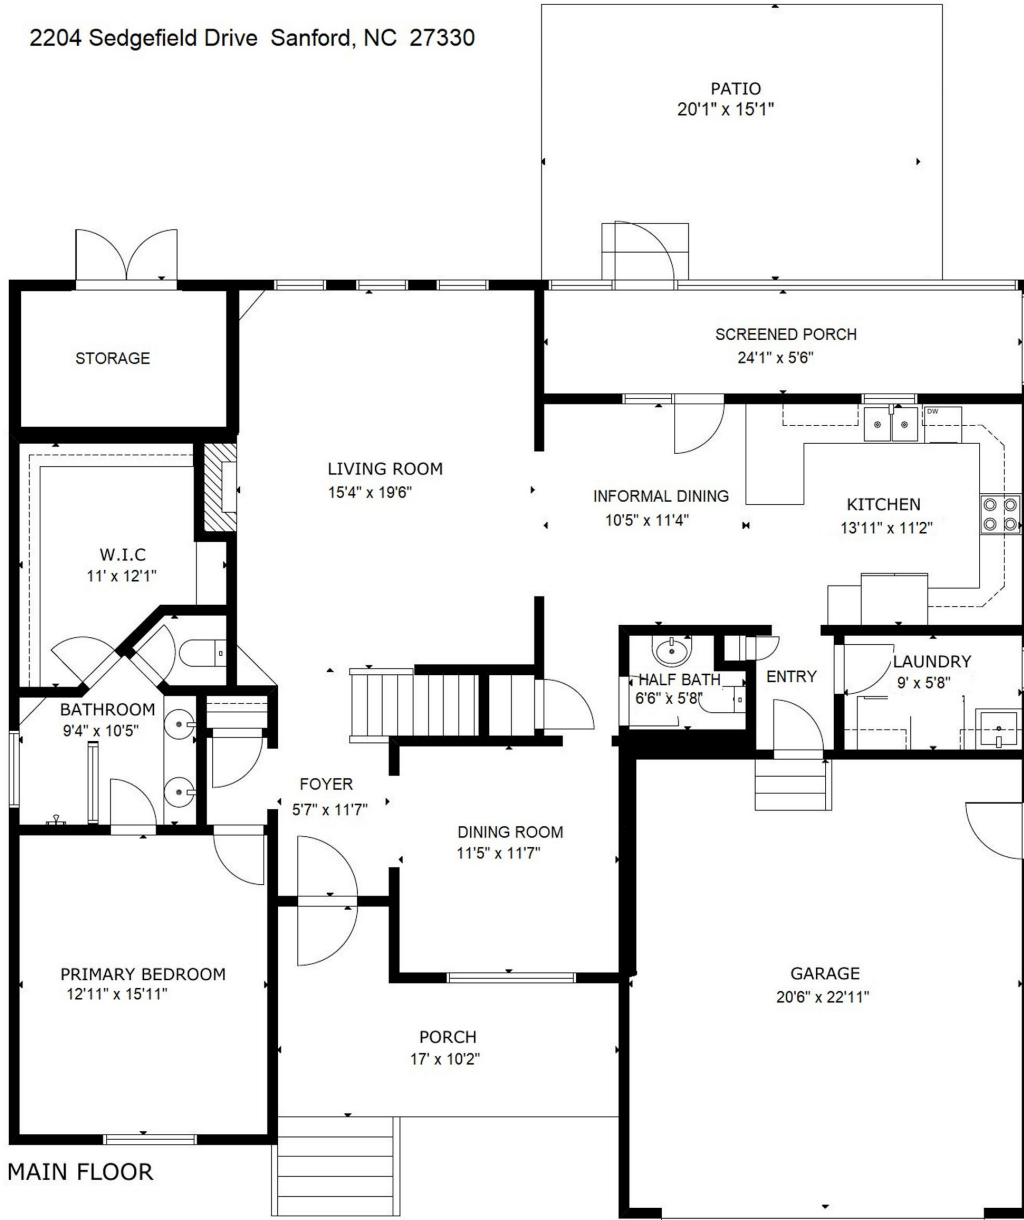 2204 Sedgefield Drive  Sanford, NC  27330
PATIO
20'1" x 15'1"
STORAGE
SCREENED PORCH
24'1" x 5'6"
DW
LIVING ROOM
15'4" x 19'6"
INFORMAL DINING
10'5" x 11'4"
KITCHEN
13'11" x 11'2"
W.I.C
11' x 12'1"
HALF BATH
6'6" x 5'8"
ENTRY
LAUNDRY
9' x 5'8"
BATHROOM
9'4" x 10'5"
FOYER
5'7" x 11'7"
DINING ROOM
11'5" x 11'7"
PRIMARY BEDROOM
12'11" x 15'11"
GARAGE
20'6" x 22'11"
PORCH
17' x 10'2"
MAIN FLOOR